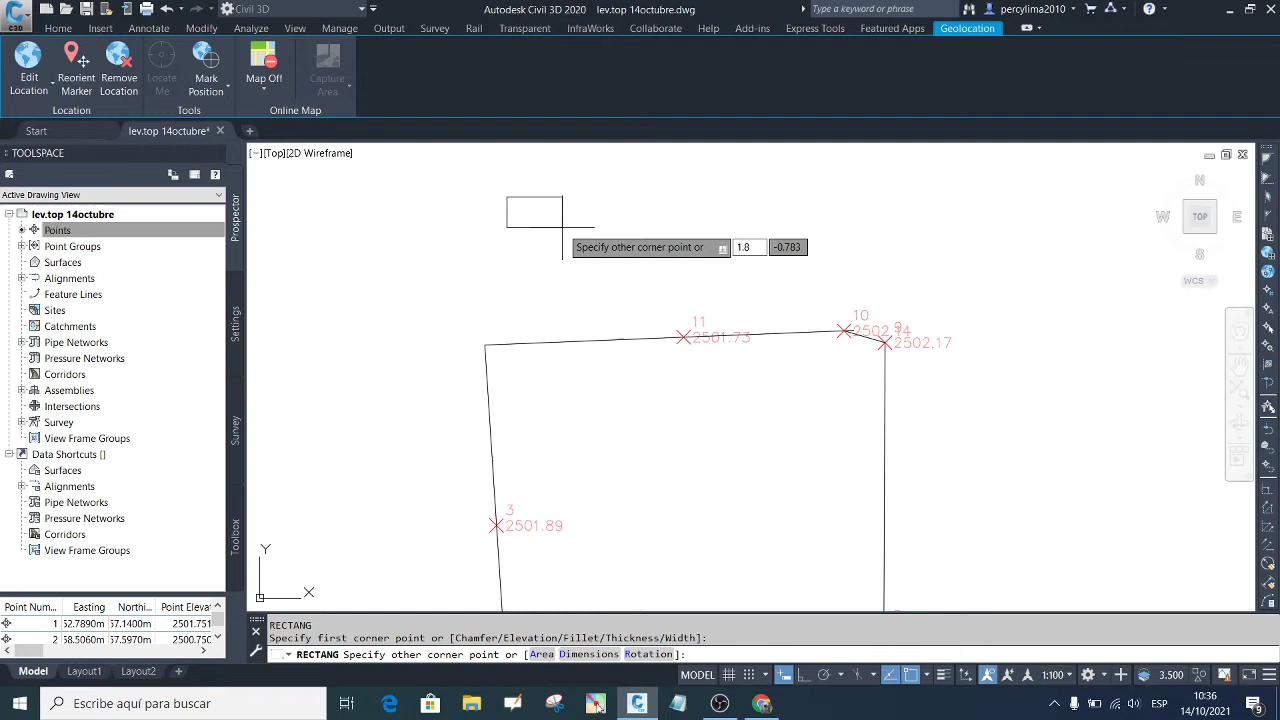 C3D
Civil 3D
Autodesk Civil 3D 2020 lev.top 14octubre.dwg
Type a keyword or phrase
percylima2010
Home Insert Annotate Modify Analyze View Manage Output Survey Rail Transparent InfraWorks Collaborate Help Add-ins Express Tools Featured Apps Geolocation
Edit Location
Reorient Marker
Remove Location
Locate Me
Mark Position
Map Off
Capture Area
Location
Tools
Online Map
Start
lev.top 14octubre*
TOOLSPACE
Active Drawing View
lev.top 14octubre
Points
Point Groups
Surfaces
Alignments
Feature Lines
Sites
Catchments
Pipe Networks
Pressure Networks
Corridors
Assemblies
Intersections
Survey
View Frame Groups
Data Shortcuts []
Surfaces
Alignments
Pipe Networks
Pressure Networks
Corridors
View Frame Groups
Prospector
Settings
Survey
Toolbox
Point Num... Easting Northi... Point Eleva
1 52.7890m 57.1400m 2501.751
2 58.5060m 57.5970m 2500.750
[−][Top][2D Wireframe]
N
W TOP E
S
WCS
Specify other corner point or 1.8 -0.783
11
2501.73
10
2502.14
9
2502.17
3
2501.89
Y
X
RECTANG
Specify first corner point or [Chamfer/Elevation/Fillet/Thickness/Width]:
RECTANG Specify other corner point or [Area Dimensions Rotation]:
Model Layout1 Layout2
MODEL 1:100 3.500
Escribe aquí para buscar
ESP
10:36
14/10/2021